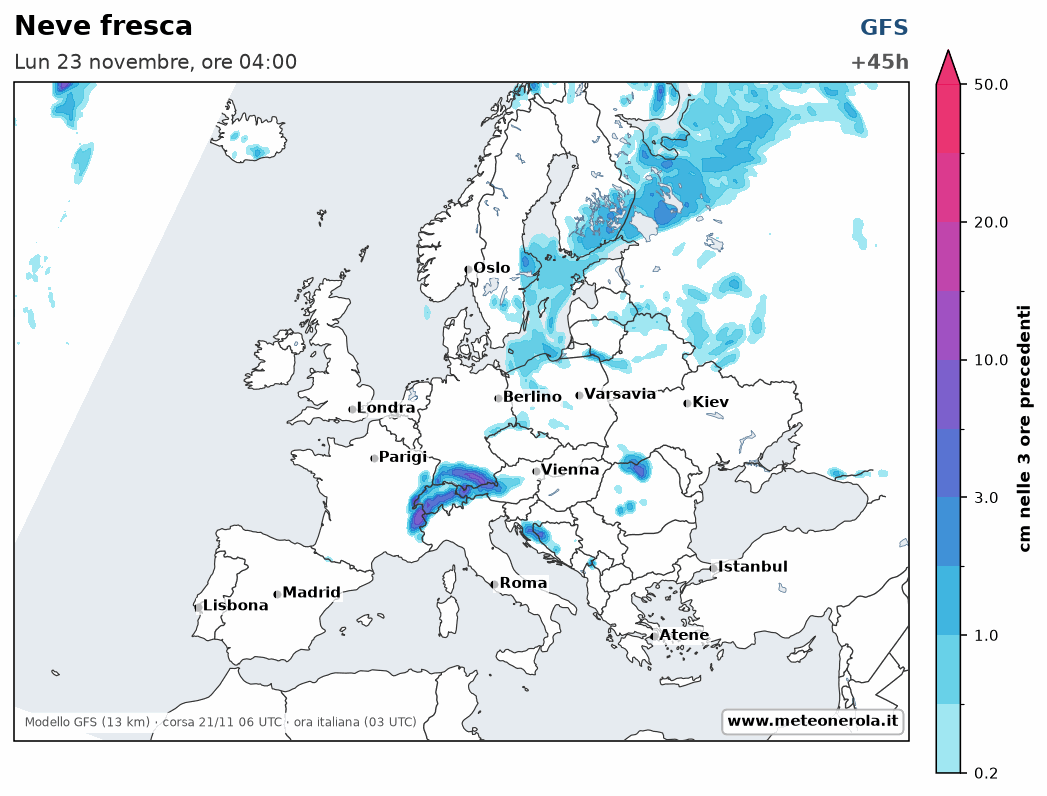 Neve fresca
GFS
Lun 23 novembre, ore 04:00
+45h
50.0
20.0
10.0
3.0
1.0
0.2
cm nelle 3 ore precedenti
Oslo
Londra
Berlino
Varsavia
Kiev
Parigi
Vienna
Istanbul
Roma
Madrid
Lisbona
Atene
Modello GFS (13 km) · corsa 21/11 06 UTC · ora italiana (03 UTC)
www.meteonerola.it